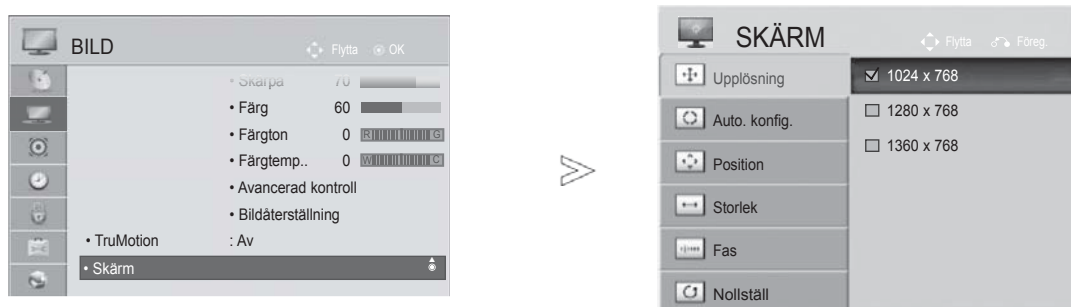 BILD
Flytta OK
• Skärpa 70
• Färg 60
• Färgton 0 R G
• Färgtemp.. 0 W C
• Avancerad kontroll
• Bildåterställning
• TruMotion : Av
• Skärm
SKÄRM
Flytta Föreg.
Upplösning
Auto. konfig.
Position
Storlek
Fas
Nollställ
1024 x 768
1280 x 768
1360 x 768